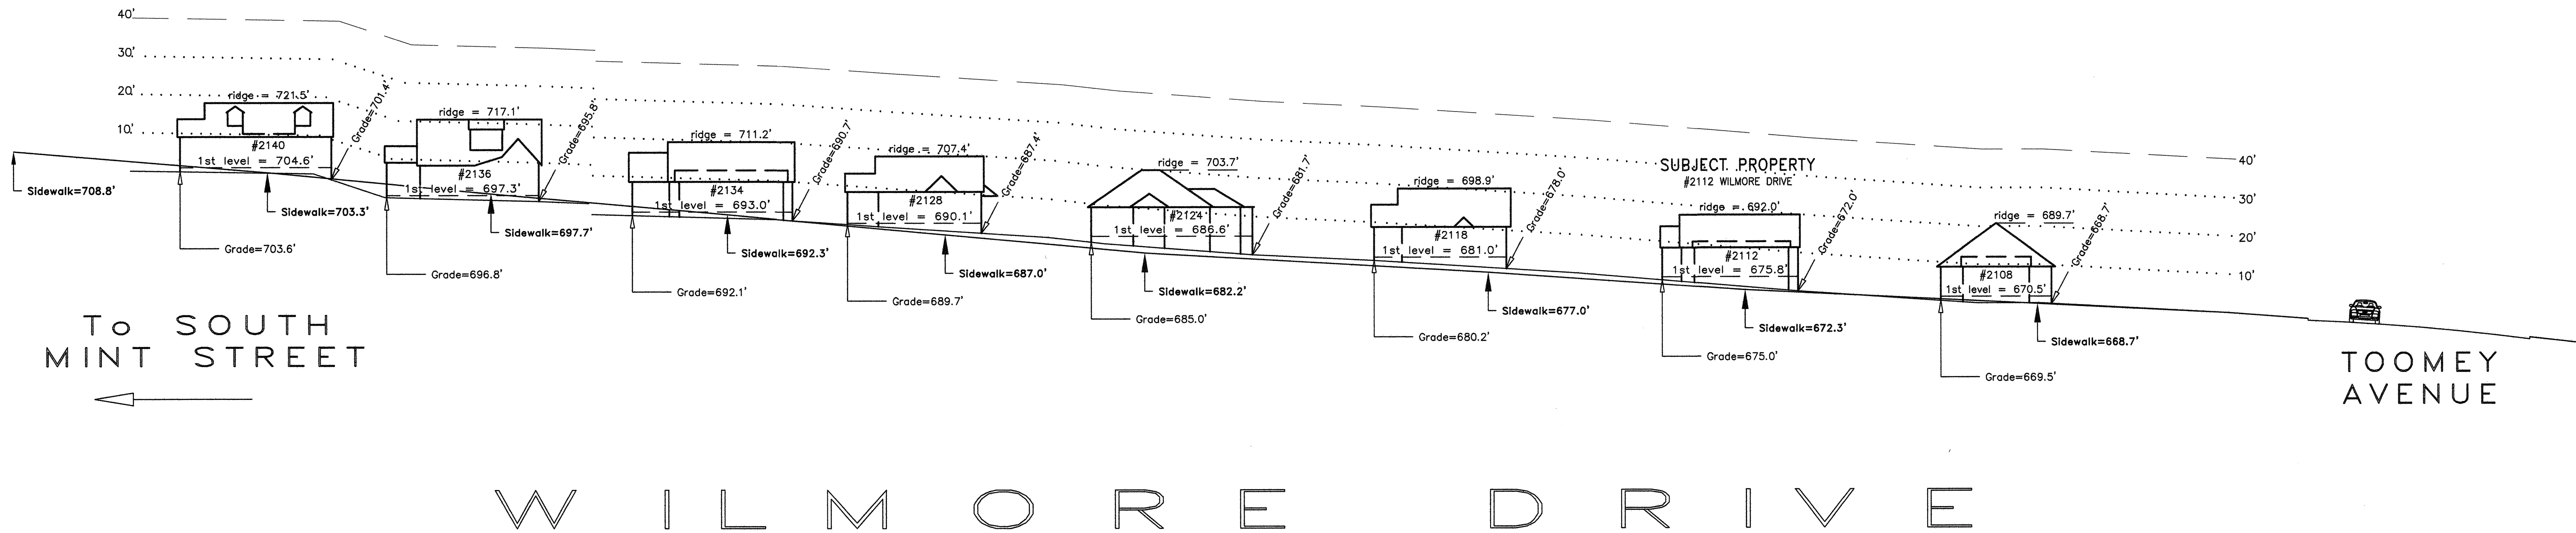 40'
30'
20'
10'
ridge = 721.5'
#2140
1st level = 704.6'
Grade=701.4'
Sidewalk=708.8'
Sidewalk=703.3'
Grade=703.6'
ridge = 717.1'
#2136
1st level = 697.3'
Grade=695.8'
Sidewalk=697.7'
Grade=696.8'
ridge = 711.2'
#2134
1st level = 693.0'
Grade=690.7'
Sidewalk=692.3'
Grade=692.1'
ridge = 707.4'
#2128
1st level = 690.1'
Grade=687.4'
Sidewalk=687.0'
Grade=689.7'
ridge = 703.7'
#2124
1st level = 686.6'
Grade=681.7'
Sidewalk=682.2'
Grade=685.0'
ridge = 698.9'
#2118
1st level = 681.0'
Grade=678.0'
Sidewalk=677.0'
Grade=680.2'
SUBJECT PROPERTY
#2112 WILMORE DRIVE
ridge = 692.0'
#2112
1st level = 675.8'
Grade=672.0'
Sidewalk=672.3'
Grade=675.0'
ridge = 689.7'
#2108
1st level = 670.5'
Grade=668.7'
Sidewalk=668.7'
Grade=669.5'
40'
30'
20'
10'
To SOUTH
MINT STREET
TOOMEY
AVENUE
WILMORE DRIVE